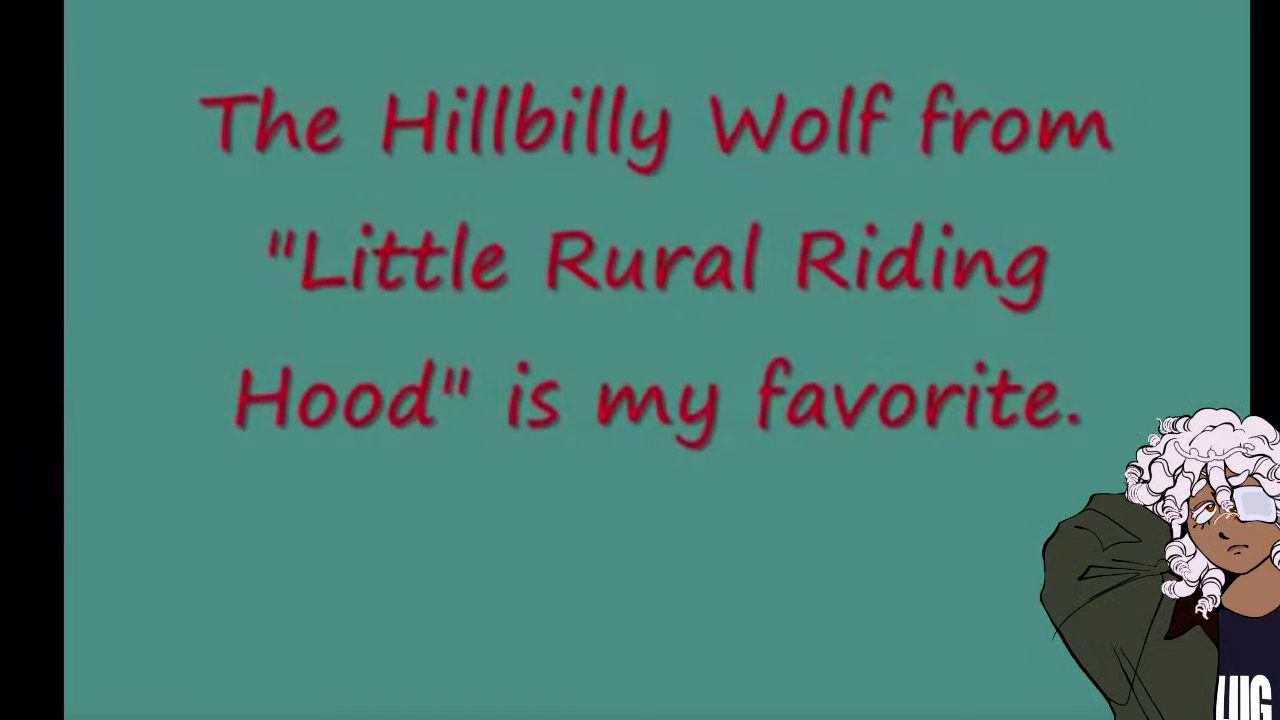 The Hillbilly Wolf from
"Little Rural Riding
Hood" is my favorite.